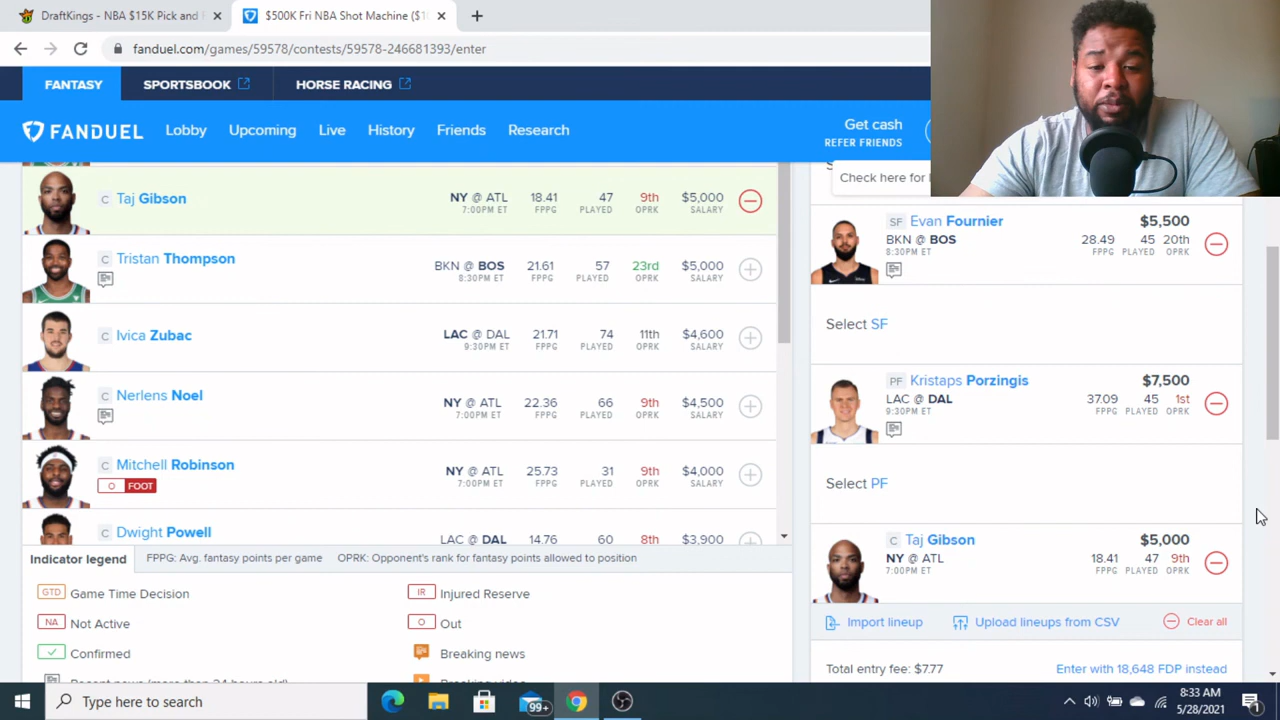 DraftKings - NBA $15K Pick and
$500K Fri NBA Shot Machine ($1
fanduel.com/games/59578/contests/59578-246681393/enter
FANTASY SPORTSBOOK HORSE RACING
FANDUEL Lobby Upcoming Live History Friends Research
Get cash
REFER FRIENDS
Check here for
C Taj Gibson NY @ ATL 18.41 47 9th $5,000
7:00PM ET FPPG PLAYED OPRK SALARY
C Tristan Thompson BKN @ BOS 21.61 57 23rd $5,000
8:30PM ET FPPG PLAYED OPRK SALARY
C Ivica Zubac LAC @ DAL 21.71 74 11th $4,600
9:30PM ET FPPG PLAYED OPRK SALARY
C Nerlens Noel NY @ ATL 22.36 66 9th $4,500
7:00PM ET FPPG PLAYED OPRK SALARY
C Mitchell Robinson NY @ ATL 25.73 31 9th $4,000
O FOOT 7:00PM ET FPPG PLAYED OPRK SALARY
C Dwight Powell LAC @ DAL 14.76 60 8th $3,900
Indicator legend FPPG: Avg. fantasy points per game OPRK: Opponent's rank for fantasy points allowed to position
GTD Game Time Decision IR Injured Reserve
NA Not Active O Out
Confirmed Breaking news
SF Evan Fournier $5,500
BKN @ BOS 28.49 45 20th
8:30PM ET FPPG PLAYED OPRK
Select SF
PF Kristaps Porzingis $7,500
LAC @ DAL 37.09 45 1st
9:30PM ET FPPG PLAYED OPRK
Select PF
C Taj Gibson $5,000
NY @ ATL 18.41 47 9th
7:00PM ET FPPG PLAYED OPRK
Import lineup Upload lineups from CSV Clear all
Total entry fee: $7.77 Enter with 18,648 FDP instead
Type here to search
99+
8:33 AM
5/28/2021
1